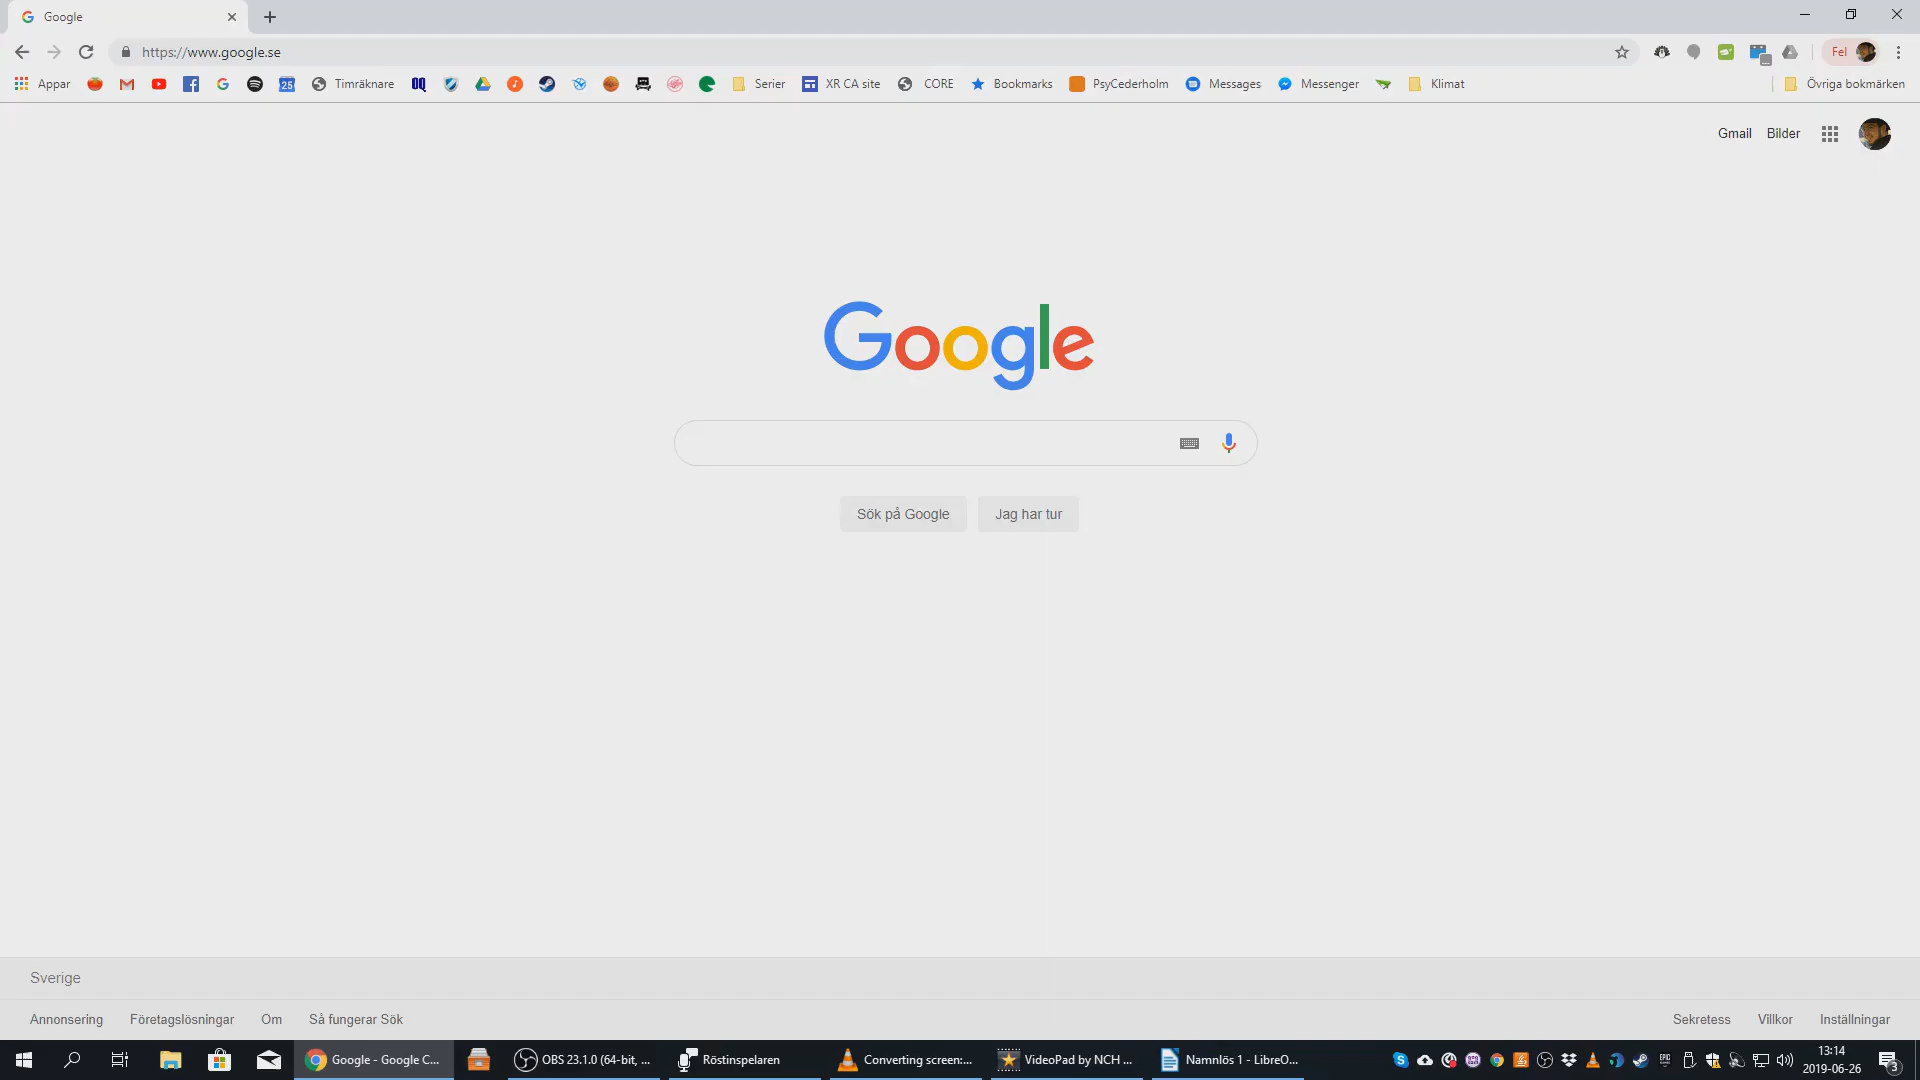 Google
https://www.google.se
Fel
Appar
25
Timräknare
Serier
XR CA site
CORE
Bookmarks
PsyCederholm
Messages
Messenger
Klimat
Övriga bokmärken
Gmail
Bilder
Google
Sök på Google
Jag har tur
Sverige
Annonsering
Företagslösningar
Om
Så fungerar Sök
Sekretess
Villkor
Inställningar
Google - Google C...
OBS 23.1.0 (64-bit, ...
Röstinspelaren
Converting screen:...
VideoPad by NCH ...
Namnlös 1 - LibreO...
EPIC
13:14
2019-06-26
3